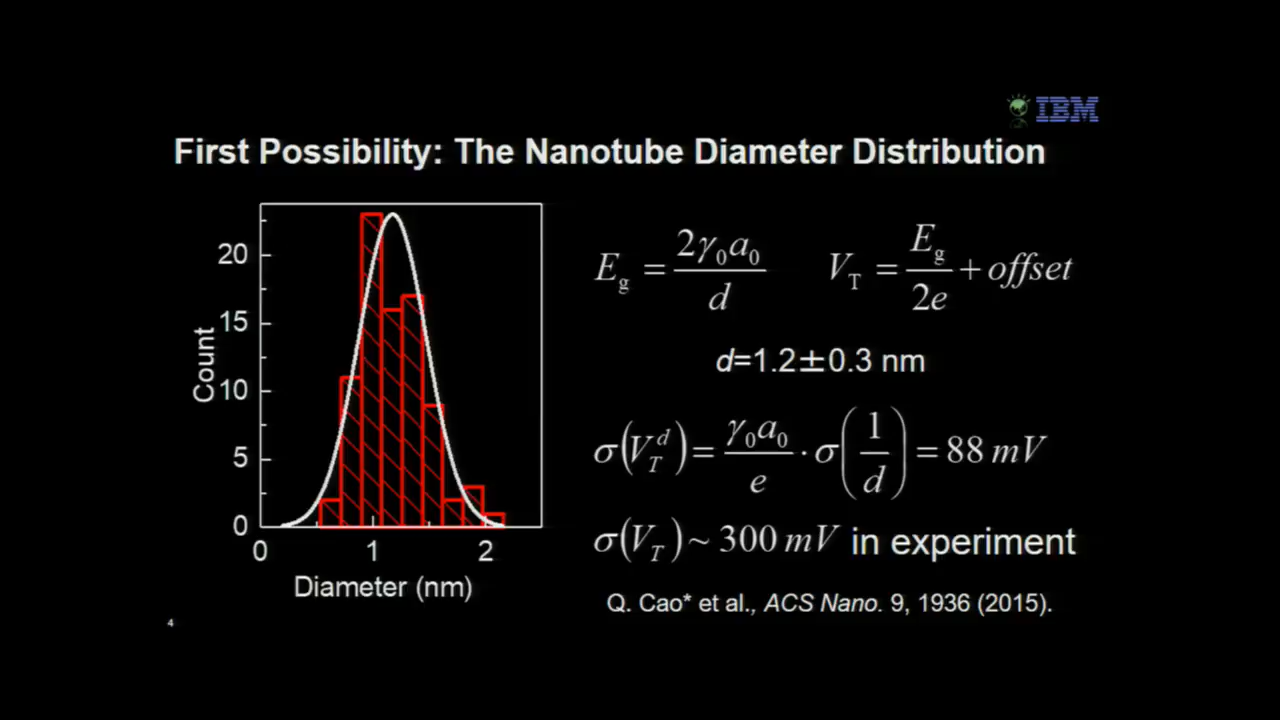 IBM
First Possibility: The Nanotube Diameter Distribution
20
15
10
5
0
Count
0 1 2
Diameter (nm)
E_g = 2γ₀a₀ / d
V_T = E_g / 2e + offset
d=1.2±0.3 nm
σ(V_T^d) = γ₀a₀ / e · σ(1/d) = 88 mV
σ(V_T) ~ 300 mV in experiment
Q. Cao* et al., ACS Nano. 9, 1936 (2015).
4